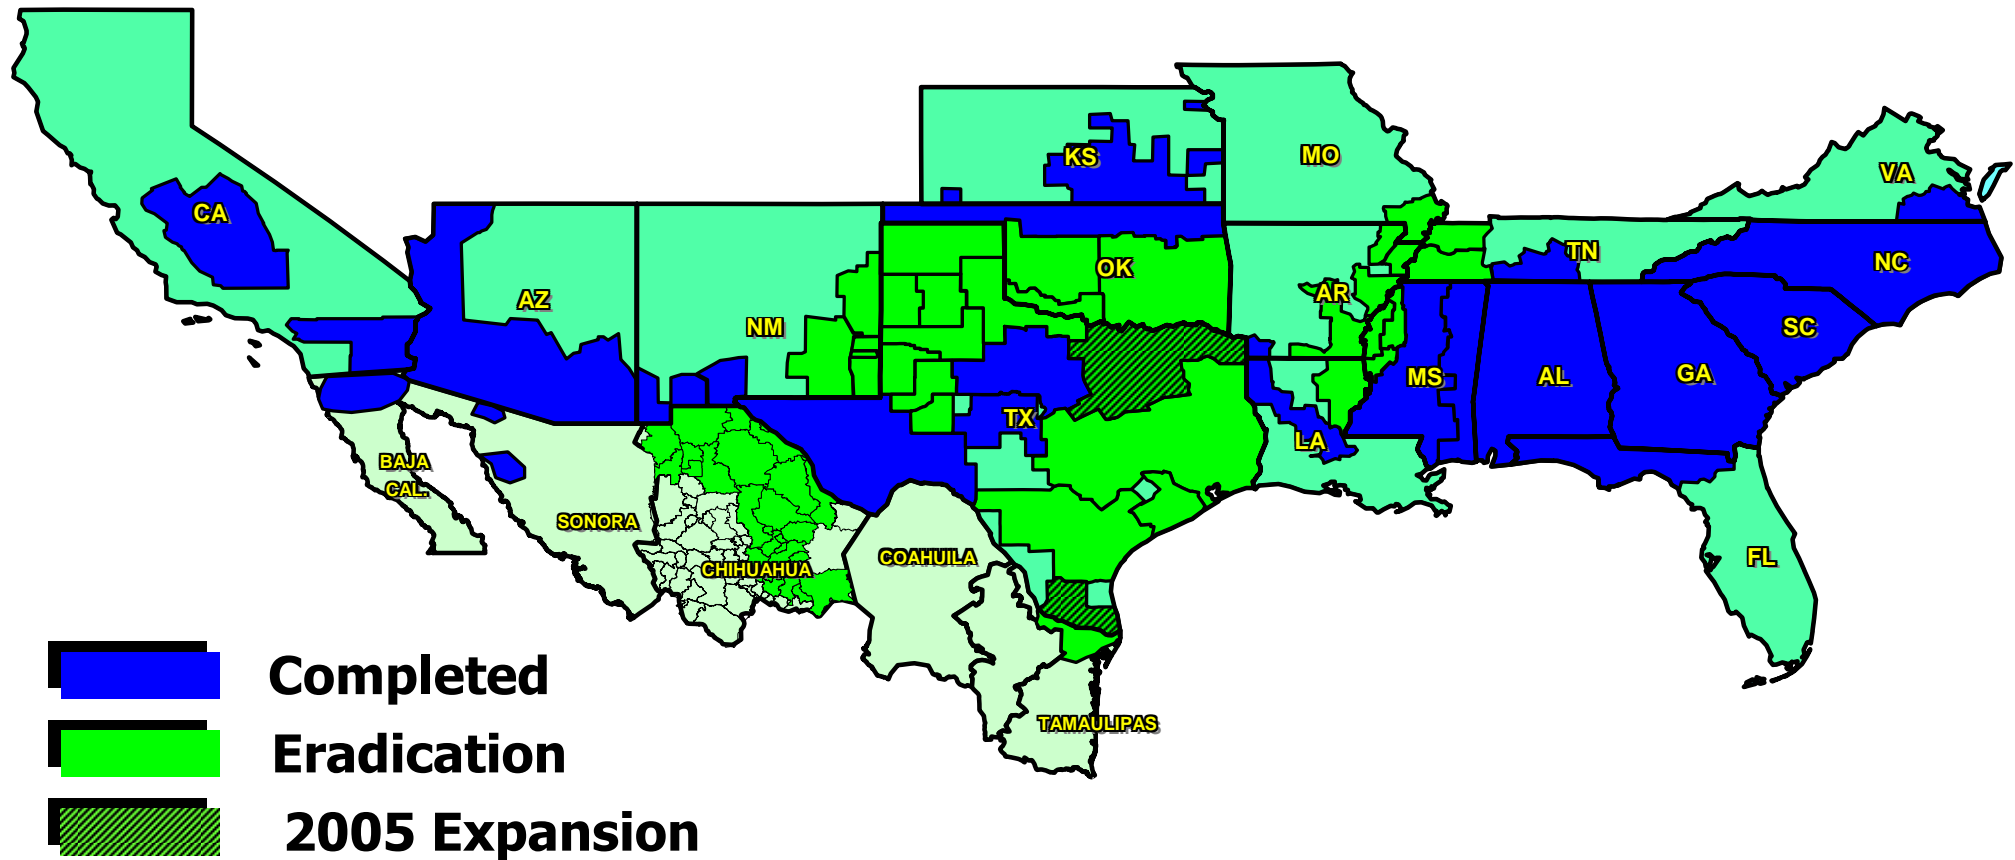 KS
MO
VA
CA
TN
NC
OK
AZ
AR
NM
SC
MS
AL
GA
TX
LA
BAJA
CAL.
SONORA
COAHUILA
FL
CHIHUAHUA
TAMAULIPAS
Completed
Eradication
2005 Expansion